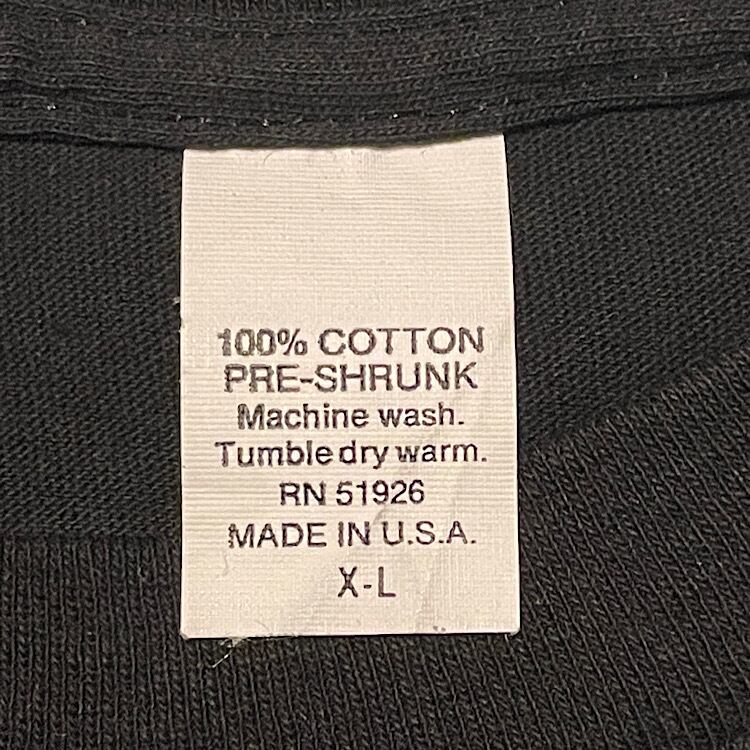 100% COTTON
PRE-SHRUNK
Machine wash.
Tumble dry warm.
RN 51926
MADE IN U.S.A.
X-L